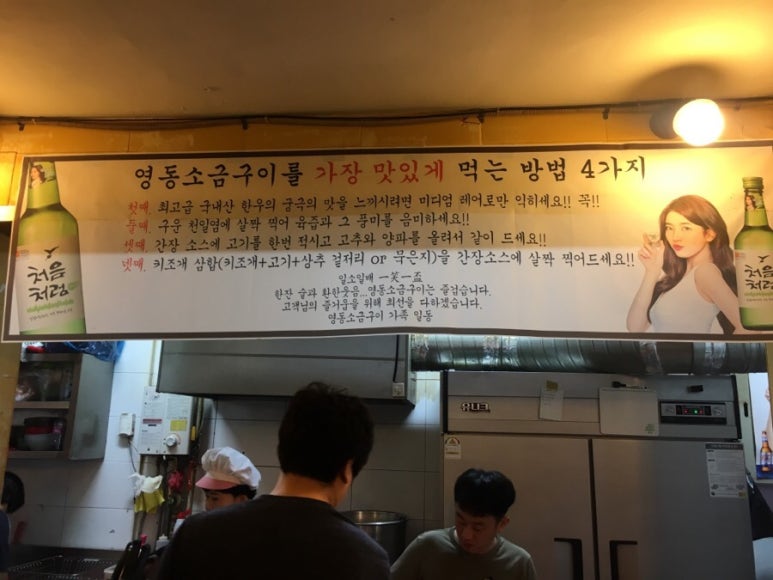 영동소금구이를 가장 맛있게 먹는 방법 4가지
첫째, 최고급 국내산 한우의 궁극의 맛을 느끼시려면 미디엄 레어로만 익히세요!! 꼭!!
둘째, 구운 천일염에 살짝 찍어 육즙과 그 풍미를 음미하세요!!
셋째, 간장 소스에 고기를 한번 적시고 고추와 양파를 올려서 같이 드세요!!
넷째, 키조개 삼합(키조개+고기+상추 겉저리 or 묵은지)을 간장소스에 살짝 찍어드세요!!
일소일배 一笑一盃
한잔 술과 환한웃음...영동소금구이는 즐겁습니다.
고객님의 즐거움을 위해 최선을 다하겠습니다.
영동소금구이 가족 일동
처음
처럼
처음
처럼
유니크